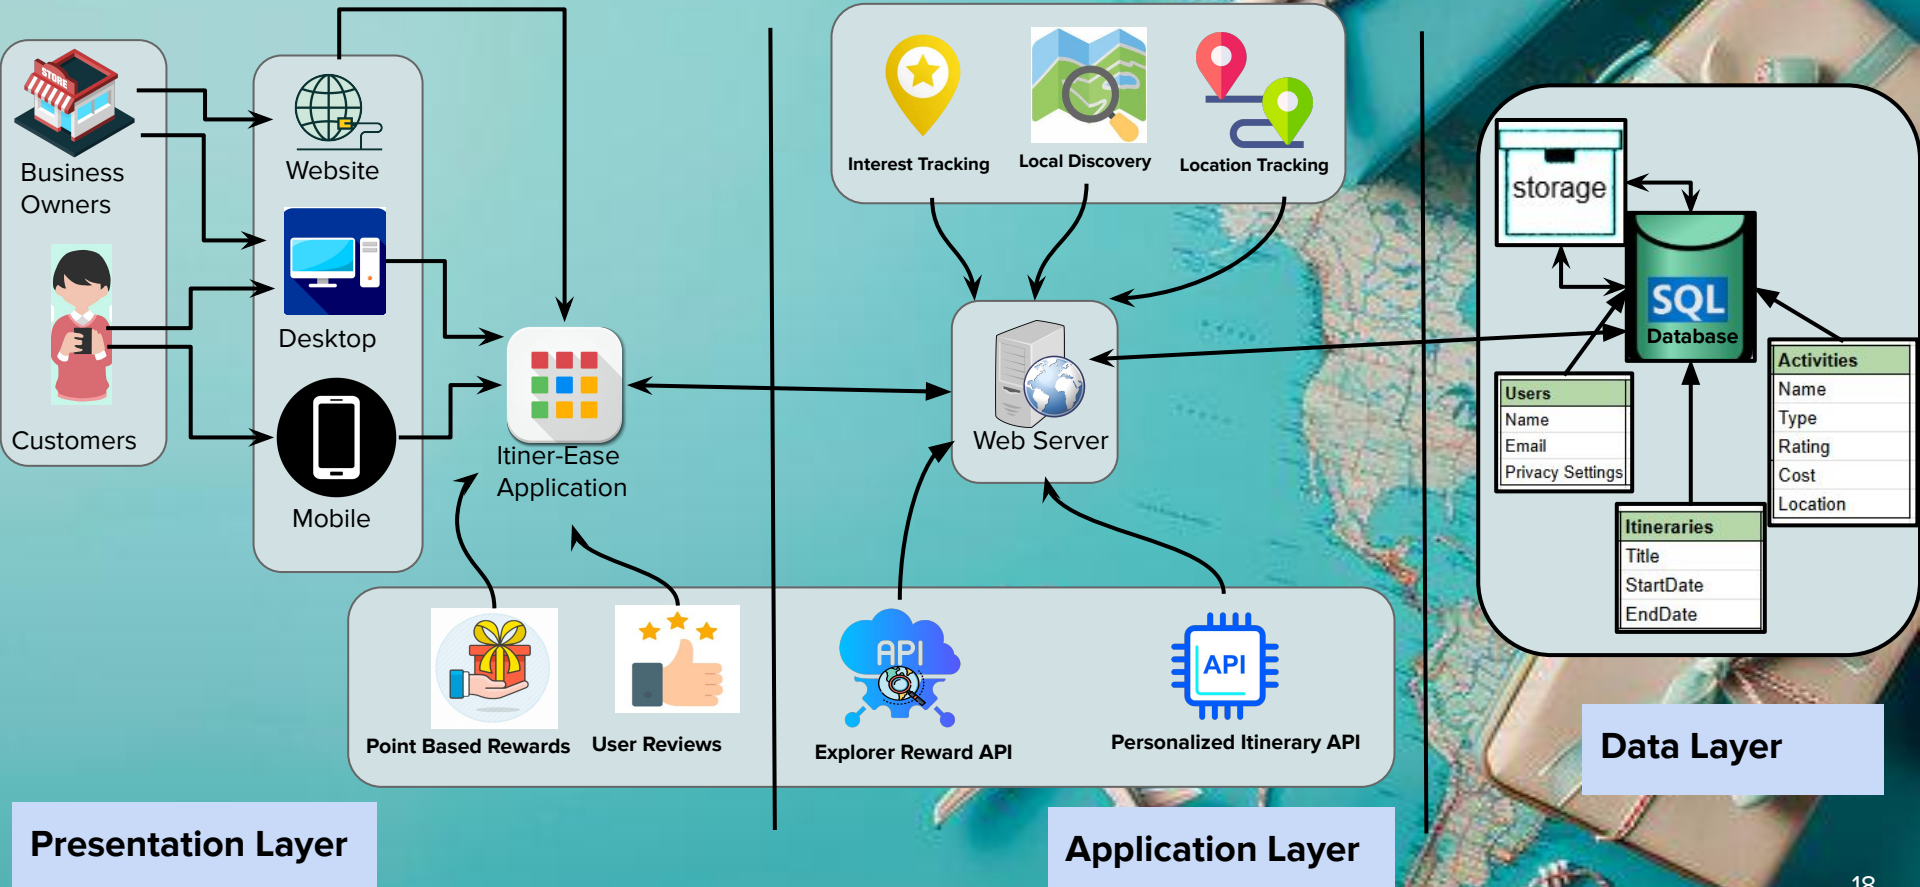 STORE
Business
Owners
Customers
Website
Desktop
Mobile
Itiner-Ease
Application
Point Based Rewards
User Reviews
Presentation Layer
Interest Tracking
Local Discovery
Location Tracking
Web Server
API
Explorer Reward API
API
Personalized Itinerary API
Application Layer
storage
SQL
Database
Users
Name
Email
Privacy Settings
Itineraries
Title
StartDate
EndDate
Activities
Name
Type
Rating
Cost
Location
Data Layer
18